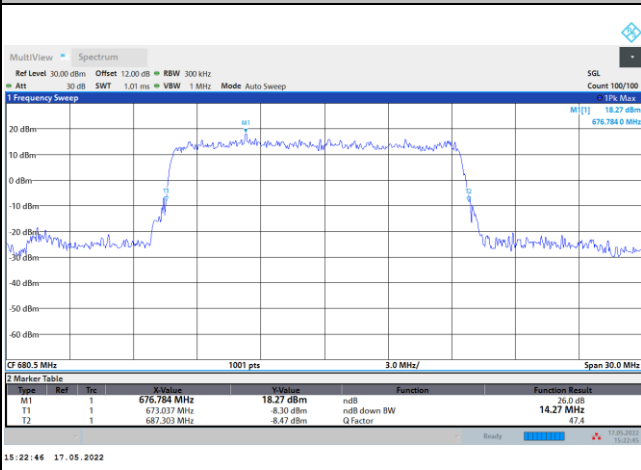 MultiView Spectrum
Ref Level 30.00 dBm Offset 12.00 dB RBW 300 kHz SGL
Att 30 dB SWT 1.01 ms VBW 1 MHz Mode Auto Sweep Count 100/100
1 Frequency Sweep 1Pk Max
M1[1] 18.27 dBm
676.784 0 MHz
M1
20 dBm
10 dBm
0 dBm
T1 T2
-10 dBm
-20 dBm
-30 dBm
-40 dBm
-50 dBm
-60 dBm
CF 680.5 MHz 1001 pts 3.0 MHz/ Span 30.0 MHz
2 Marker Table
Type Ref Trc X-Value Y-Value Function Function Result
M1 1 676.784 MHz 18.27 dBm ndB 26.0 dB
T1 1 673.037 MHz -8.30 dBm ndB down BW 14.27 MHz
T2 1 687.303 MHz -8.47 dBm Q Factor 47.4
Ready 17.05.2022
15:22:45
15:22:46 17.05.2022